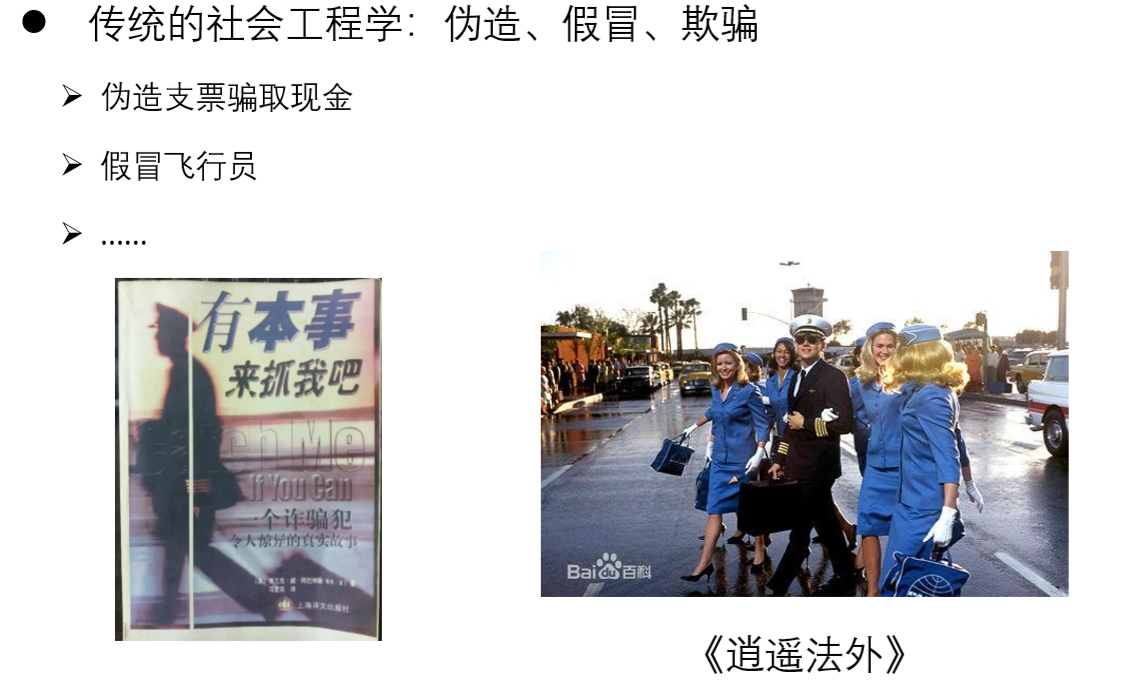 ● 传统的社会工程学：伪造、假冒、欺骗
➢ 伪造支票骗取现金
➢ 假冒飞行员
➢ ......
有本事
来抓我吧
Catch Me
If You Can
一个诈骗犯
令人惊异的真实故事
上海译文出版社
Baidu百科
《逍遥法外》